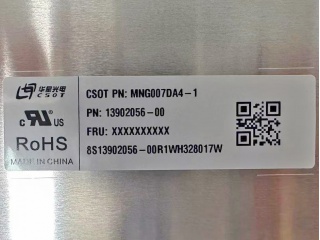 华星光电
CSOT
CSOT PN: MNG007DA4-1
c RU US
PN: 13902056-00
FRU: XXXXXXXXXX
RoHS
MADE IN CHINA
8S13902056-00R1WH328017W